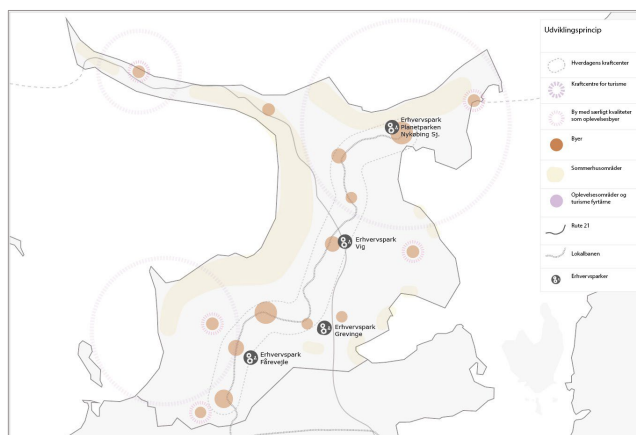 Erhvervspark
Planetparken
Nykøbing Sj.
Erhvervspark
Vig
Erhvervspark
Grevinge
Erhvervspark
Fårevejle
Udviklingsprincip
Hverdagens kraftcenter
Kraftcentre for turisme
By med særligt kvaliteter
som oplevelsesbyer
Byer
Sommerhusområder
Oplevelsesområder og
turisme fyrtårne
Rute 21
Lokalbanen
Erhvervsparker